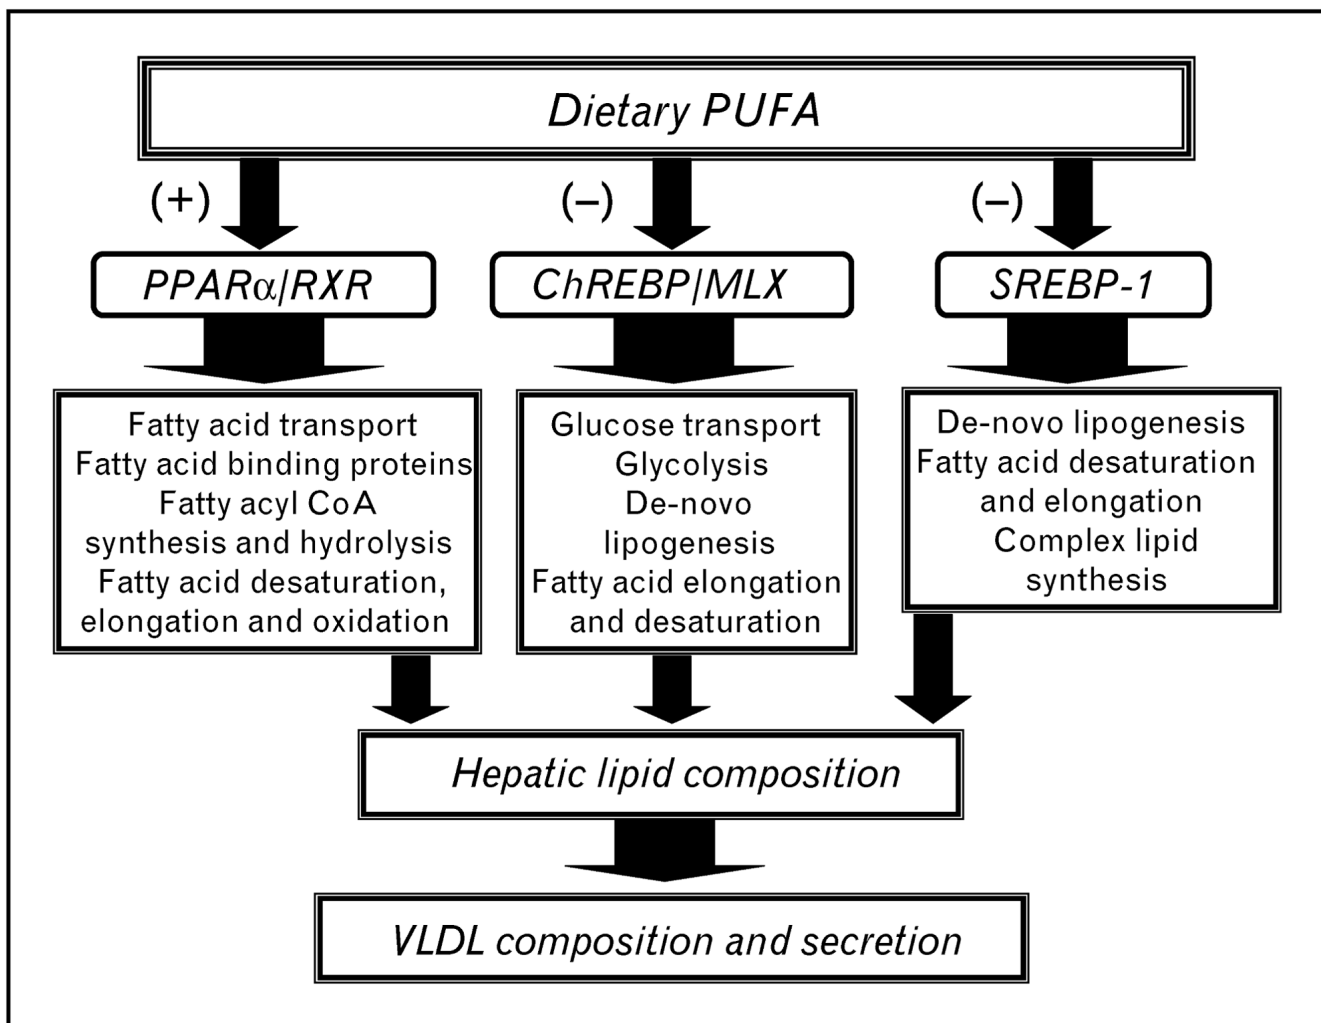 Dietary PUFA
(+)
(–)
(–)
PPARα/RXR
ChREBP/MLX
SREBP-1
Fatty acid transport
Fatty acid binding proteins
Fatty acyl CoA
synthesis and hydrolysis
Fatty acid desaturation,
elongation and oxidation
Glucose transport
Glycolysis
De-novo
lipogenesis
Fatty acid elongation
and desaturation
De-novo lipogenesis
Fatty acid desaturation
and elongation
Complex lipid
synthesis
Hepatic lipid composition
VLDL composition and secretion